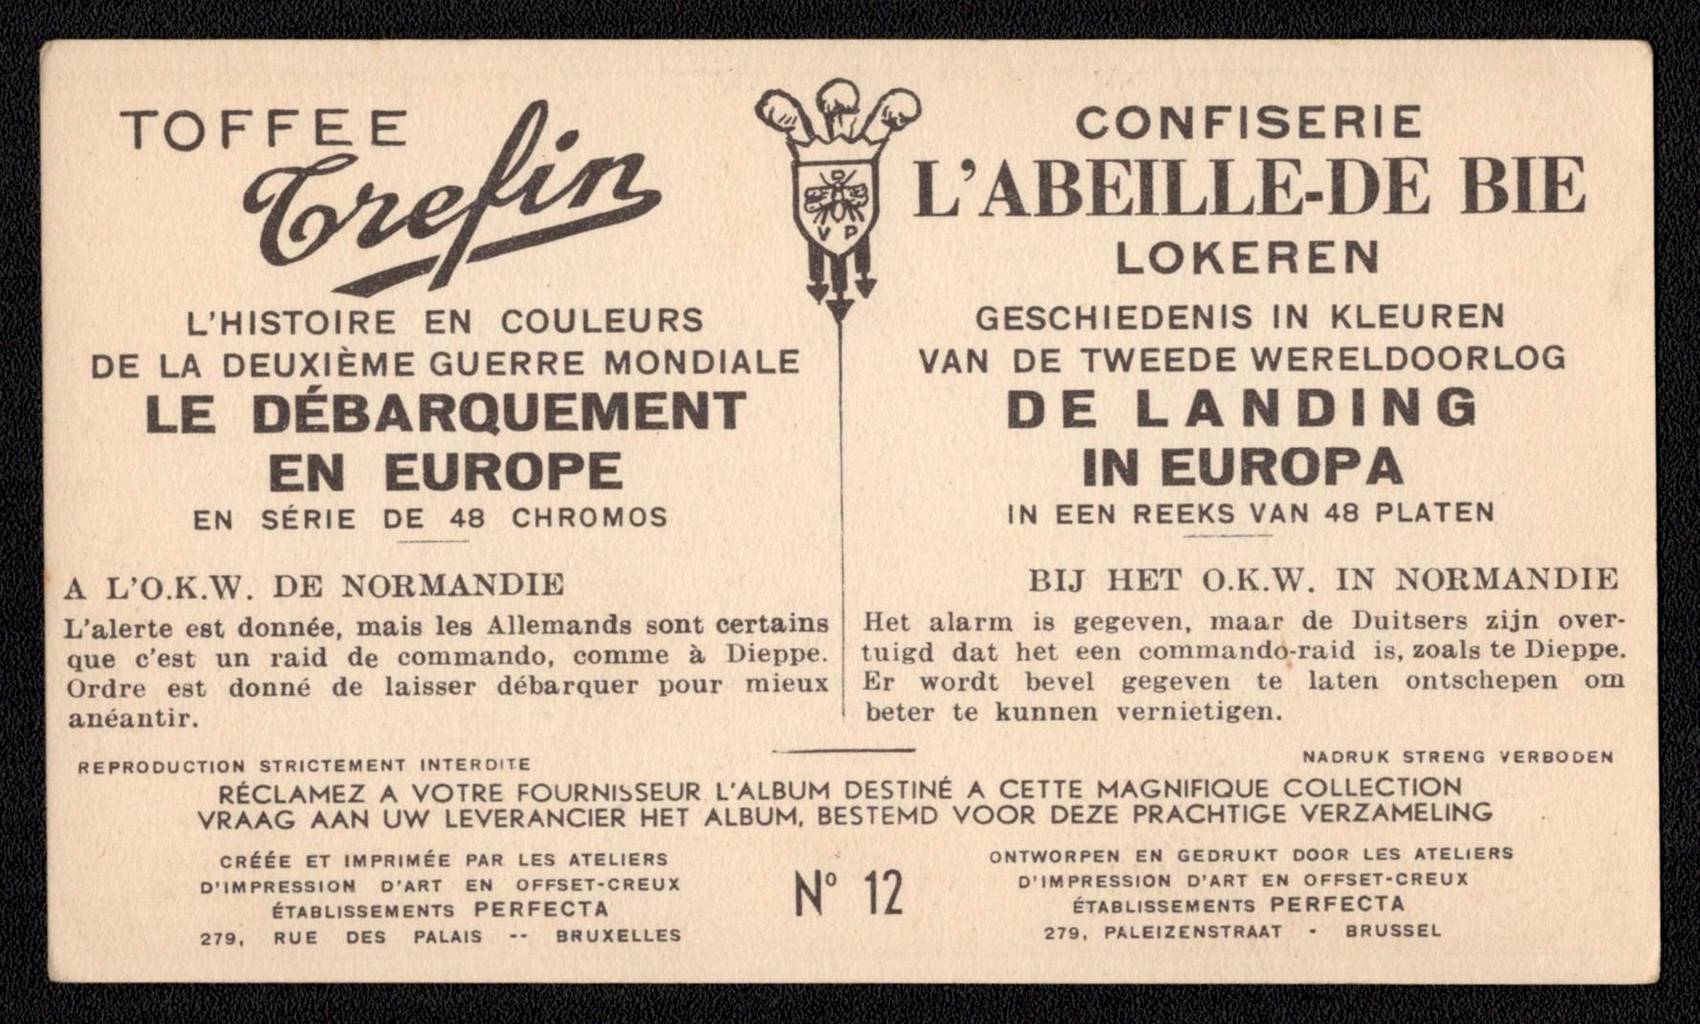 TOFFEE
Trefin
L'HISTOIRE EN COULEURS
DE LA DEUXIÈME GUERRE MONDIALE
LE DÉBARQUEMENT
EN EUROPE
EN SÉRIE DE 48 CHROMOS
A L'O.K.W. DE NORMANDIE
L'alerte est donnée, mais les Allemands sont certains
que c'est un raid de commando, comme à Dieppe.
Ordre est donné de laisser débarquer pour mieux
anéantir.
REPRODUCTION STRICTEMENT INTERDITE
D
V D
CONFISERIE
L'ABEILLE-DE BIE
LOKEREN
GESCHIEDENIS IN KLEUREN
VAN DE TWEEDE WERELDOORLOG
DE LANDING
IN EUROPA
IN EEN REEKS VAN 48 PLATEN
BIJ HET O.K.W. IN NORMANDIE
Het alarm is gegeven, maar de Duitsers zijn over-
tuigd dat het een commando-raid is, zoals te Dieppe.
Er wordt bevel gegeven te laten ontschepen om
beter te kunnen vernietigen.
NADRUK STRENG VERBODEN
RÉCLAMEZ A VOTRE FOURNISSEUR L'ALBUM DESTINÉ A CETTE MAGNIFIQUE COLLECTION
VRAAG AAN UW LEVERANCIER HET ALBUM, BESTEMD VOOR DEZE PRACHTIGE VERZAMELING
CRÉÉE ET IMPRIMÉE PAR LES ATELIERS
D'IMPRESSION D'ART EN OFFSET-CREUX
ÉTABLISSEMENTS PERFECTA
279, RUE DES PALAIS -- BRUXELLES
Nº 12
ONTWORPEN EN GEDRUKT DOOR LES ATELIERS
D'IMPRESSION D'ART EN OFFSET-CREUX
ÉTABLISSEMENTS PERFECTA
279, PALEIZENSTRAAT - BRUSSEL